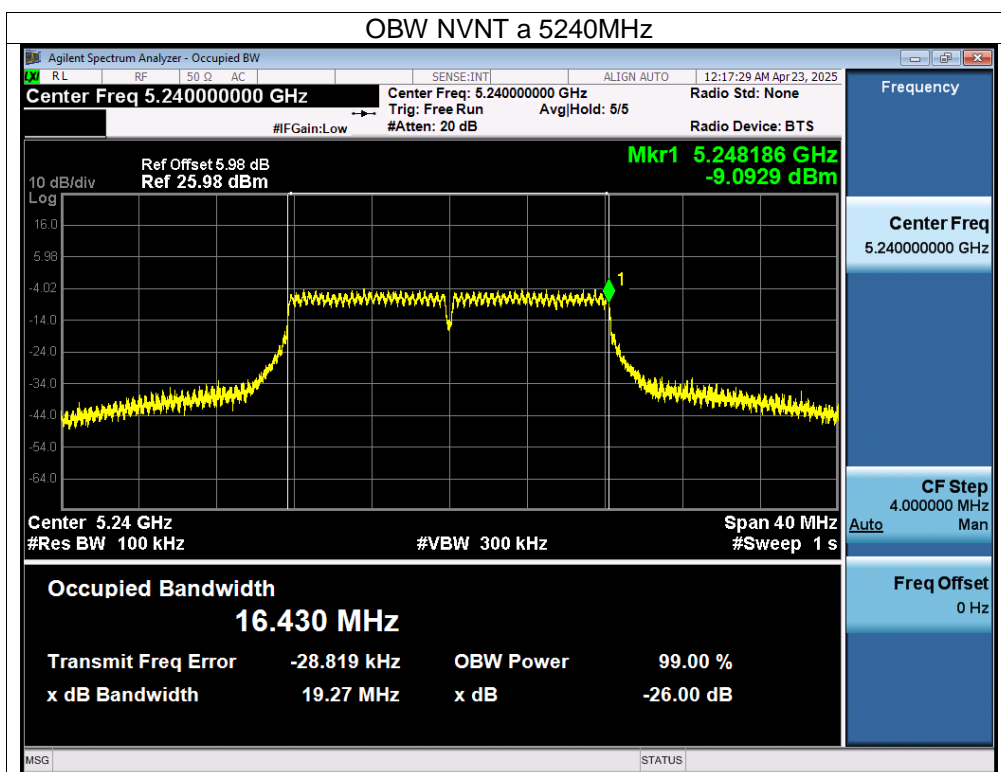 OBW NVNT a 5240MHz
Agilent Spectrum Analyzer - Occupied BW
LXI RL RF 50 Ω AC SENSE:INT ALIGN AUTO 12:17:29 AM Apr 23, 2025
Center Freq 5.240000000 GHz
Center Freq: 5.240000000 GHz
Radio Std: None
Trig: Free Run Avg|Hold: 5/5
#IFGain:Low #Atten: 20 dB Radio Device: BTS
Frequency
Ref Offset 5.98 dB
10 dB/div Ref 25.98 dBm
Mkr1 5.248186 GHz
-9.0929 dBm
Log
16.0
5.98
-4.02
-14.0
-24.0
-34.0
-44.0
-54.0
-64.0
1
Center 5.24 GHz Span 40 MHz
#Res BW 100 kHz #VBW 300 kHz #Sweep 1 s
Center Freq
5.240000000 GHz
CF Step
4.000000 MHz
Auto Man
Freq Offset
0 Hz
Occupied Bandwidth
16.430 MHz
Transmit Freq Error -28.819 kHz OBW Power 99.00 %
x dB Bandwidth 19.27 MHz x dB -26.00 dB
MSG STATUS